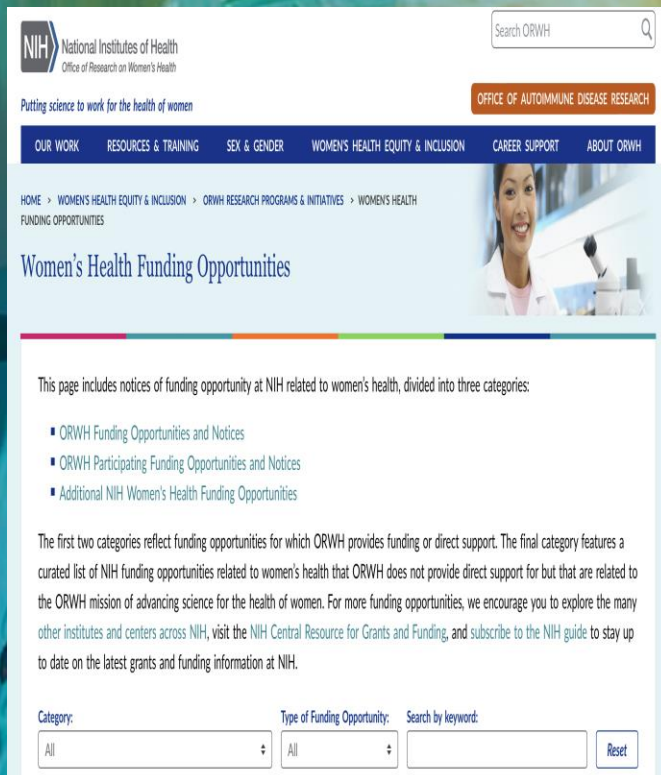 NIH National Institutes of Health
Office of Research on Women's Health
Search ORWH
Putting science to work for the health of women
OFFICE OF AUTOIMMUNE DISEASE RESEARCH
OUR WORK RESOURCES & TRAINING SEX & GENDER WOMEN'S HEALTH EQUITY & INCLUSION CAREER SUPPORT ABOUT ORWH
HOME > WOMEN'S HEALTH EQUITY & INCLUSION > ORWH RESEARCH PROGRAMS & INITIATIVES > WOMEN'S HEALTH
FUNDING OPPORTUNITIES
Women's Health Funding Opportunities
This page includes notices of funding opportunity at NIH related to women's health, divided into three categories:
▪ ORWH Funding Opportunities and Notices
▪ ORWH Participating Funding Opportunities and Notices
▪ Additional NIH Women's Health Funding Opportunities
The first two categories reflect funding opportunities for which ORWH provides funding or direct support. The final category features a
curated list of NIH funding opportunities related to women's health that ORWH does not provide direct support for but that are related to
the ORWH mission of advancing science for the health of women. For more funding opportunities, we encourage you to explore the many
other institutes and centers across NIH, visit the NIH Central Resource for Grants and Funding, and subscribe to the NIH guide to stay up
to date on the latest grants and funding information at NIH.
Category: Type of Funding Opportunity: Search by keyword:
All All Reset